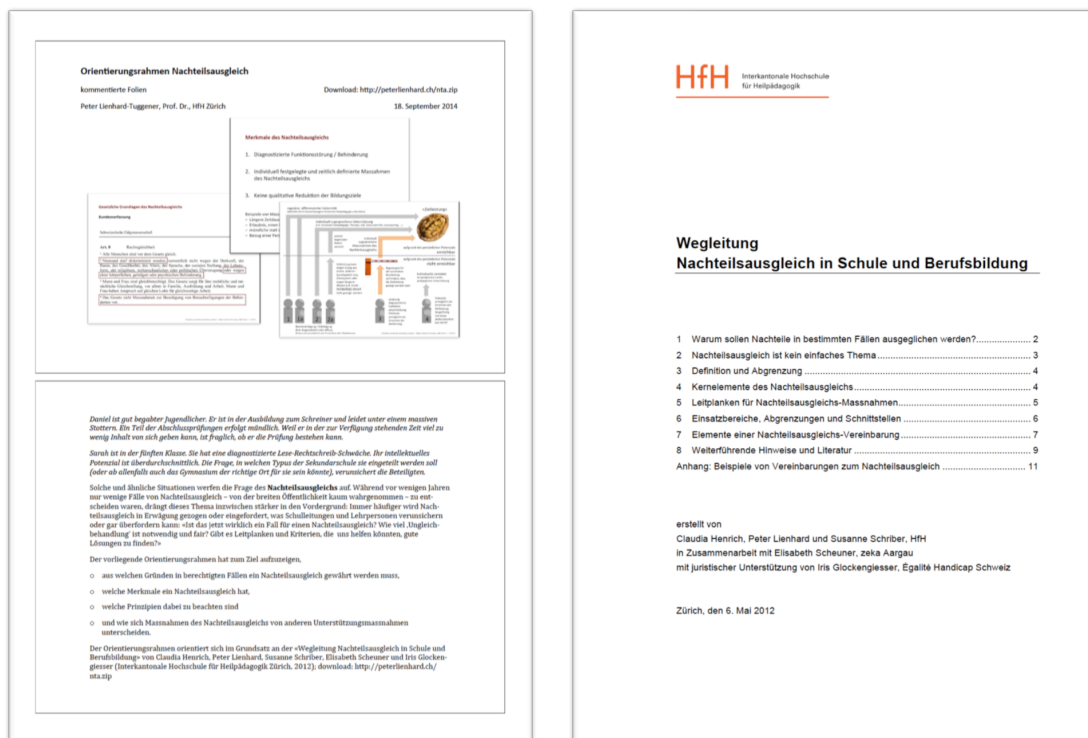 Orientierungsrahmen Nachteilsausgleich
kommentierte Folien
Download: http://peterlienhard.ch/nta.zip
Peter Lienhard-Tuggener, Prof. Dr., HfH Zürich
18. September 2014
Merkmale des Nachteilsausgleichs
1. Diagnostizierte Funktionsstörung / Behinderung
2. Individuell festgelegte und zeitlich definierte Massnahmen
des Nachteilsausgleichs
3. Keine qualitative Reduktion der Bildungsziele
Gesetzliche Grundlagen des Nachteilsausgleichs
Bundesverfassung
Art. 8 Rechtsgleichheit
Daniel ist gut begabter Jugendlicher. Er ist in der Ausbildung zum Schreiner und leidet unter einem massiven
Stottern. Ein Teil der Abschlussprüfungen erfolgt mündlich. Weil er in der zur Verfügung stehenden Zeit viel zu
wenig Inhalt von sich geben kann, ist fraglich, ob er die Prüfung bestehen kann.
Sarah ist in der fünften Klasse. Sie hat eine diagnostizierte Lese-Rechtschreib-Schwäche. Ihr intellektuelles
Potenzial ist überdurchschnittlich. Die Frage, in welchen Typus der Sekundarschule sie eingeteilt werden soll
(oder ob allenfalls auch das Gymnasium der richtige Ort für sie sein könnte), verunsichert die Beteiligten.
Solche und ähnliche Situationen werfen die Frage des Nachteilsausgleichs auf. Während vor wenigen Jahren
nur wenige Fälle von Nachteilsausgleich – von der breiten Öffentlichkeit kaum wahrgenommen – zu ent-
scheiden waren, drängt dieses Thema inzwischen stärker in den Vordergrund: Immer häufiger wird Nach-
teilsausgleich in Erwägung gezogen oder eingefordert, was Schulleitungen und Lehrpersonen verunsichern
oder gar überfordern kann: «Ist das jetzt wirklich ein Fall für einen Nachteilsausgleich? Wie viel ‚Ungleich-
behandlung' ist notwendig und fair? Gibt es Leitplanken und Kriterien, die uns helfen könnten, gute
Lösungen zu finden?»
Der vorliegende Orientierungsrahmen hat zum Ziel aufzuzeigen,
o aus welchen Gründen in berechtigten Fällen ein Nachteilsausgleich gewährt werden muss,
o welche Merkmale ein Nachteilsausgleich hat,
o welche Prinzipien dabei zu beachten sind
o und wie sich Massnahmen des Nachteilsausgleichs von anderen Unterstützungsmassnahmen
unterscheiden.
Der Orientierungsrahmen orientiert sich im Grundsatz an der «Wegleitung Nachteilsausgleich in Schule und
Berufsbildung» von Claudia Henrich, Peter Lienhard, Susanne Schriber, Elisabeth Scheuner und Iris Glocken-
giesser (Interkantonale Hochschule für Heilpädagogik Zürich, 2012); download: http://peterlienhard.ch/
nta.zip
HfH Interkantonale Hochschule
für Heilpädagogik
Wegleitung
Nachteilsausgleich in Schule und Berufsbildung
1 Warum sollen Nachteile in bestimmten Fällen ausgeglichen werden?.................... 2
2 Nachteilsausgleich ist kein einfaches Thema.................... 3
3 Definition und Abgrenzung.................... 4
4 Kernelemente des Nachteilsausgleichs.................... 4
5 Leitplanken für Nachteilsausgleichs-Massnahmen.................... 5
6 Einsatzbereiche, Abgrenzungen und Schnittstellen.................... 6
7 Elemente einer Nachteilsausgleichs-Vereinbarung.................... 7
8 Weiterführende Hinweise und Literatur.................... 9
Anhang: Beispiele von Vereinbarungen zum Nachteilsausgleich.................... 11
erstellt von
Claudia Henrich, Peter Lienhard und Susanne Schriber, HfH
in Zusammenarbeit mit Elisabeth Scheuner, zeka Aargau
mit juristischer Unterstützung von Iris Glockengiesser, Égalité Handicap Schweiz
Zürich, den 6. Mai 2012